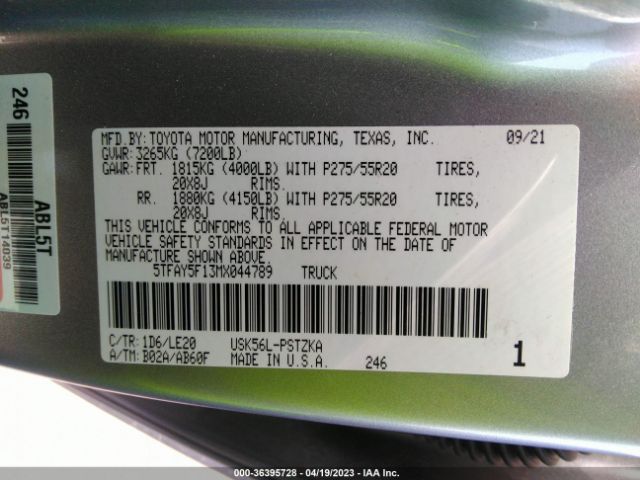 MFD.BY:TOYOTA MOTOR MANUFACTURING, TEXAS, INC. 09/21
GVWR:3265KG (7200LB)
GAWR:FRT. 1815KG (4000LB) WITH P275/55R20 TIRES,
20X8J RIMS.
RR. 1880KG (4150LB) WITH P275/55R20 TIRES,
20X8J RIMS.
THIS VEHICLE CONFORMS TO ALL APPLICABLE FEDERAL MOTOR
VEHICLE SAFETY STANDARDS IN EFFECT ON THE DATE OF
MANUFACTURE SHOWN ABOVE.
5TFAY5F13MX044789 TRUCK
C/TR:1D6/LE20 USK56L-PSTZKA
A/TM:B02A/AB60F MADE IN U.S.A. 246 1
246
ABL5T
ABL5T14039
000-36395728 - 04/19/2023 - IAA Inc.